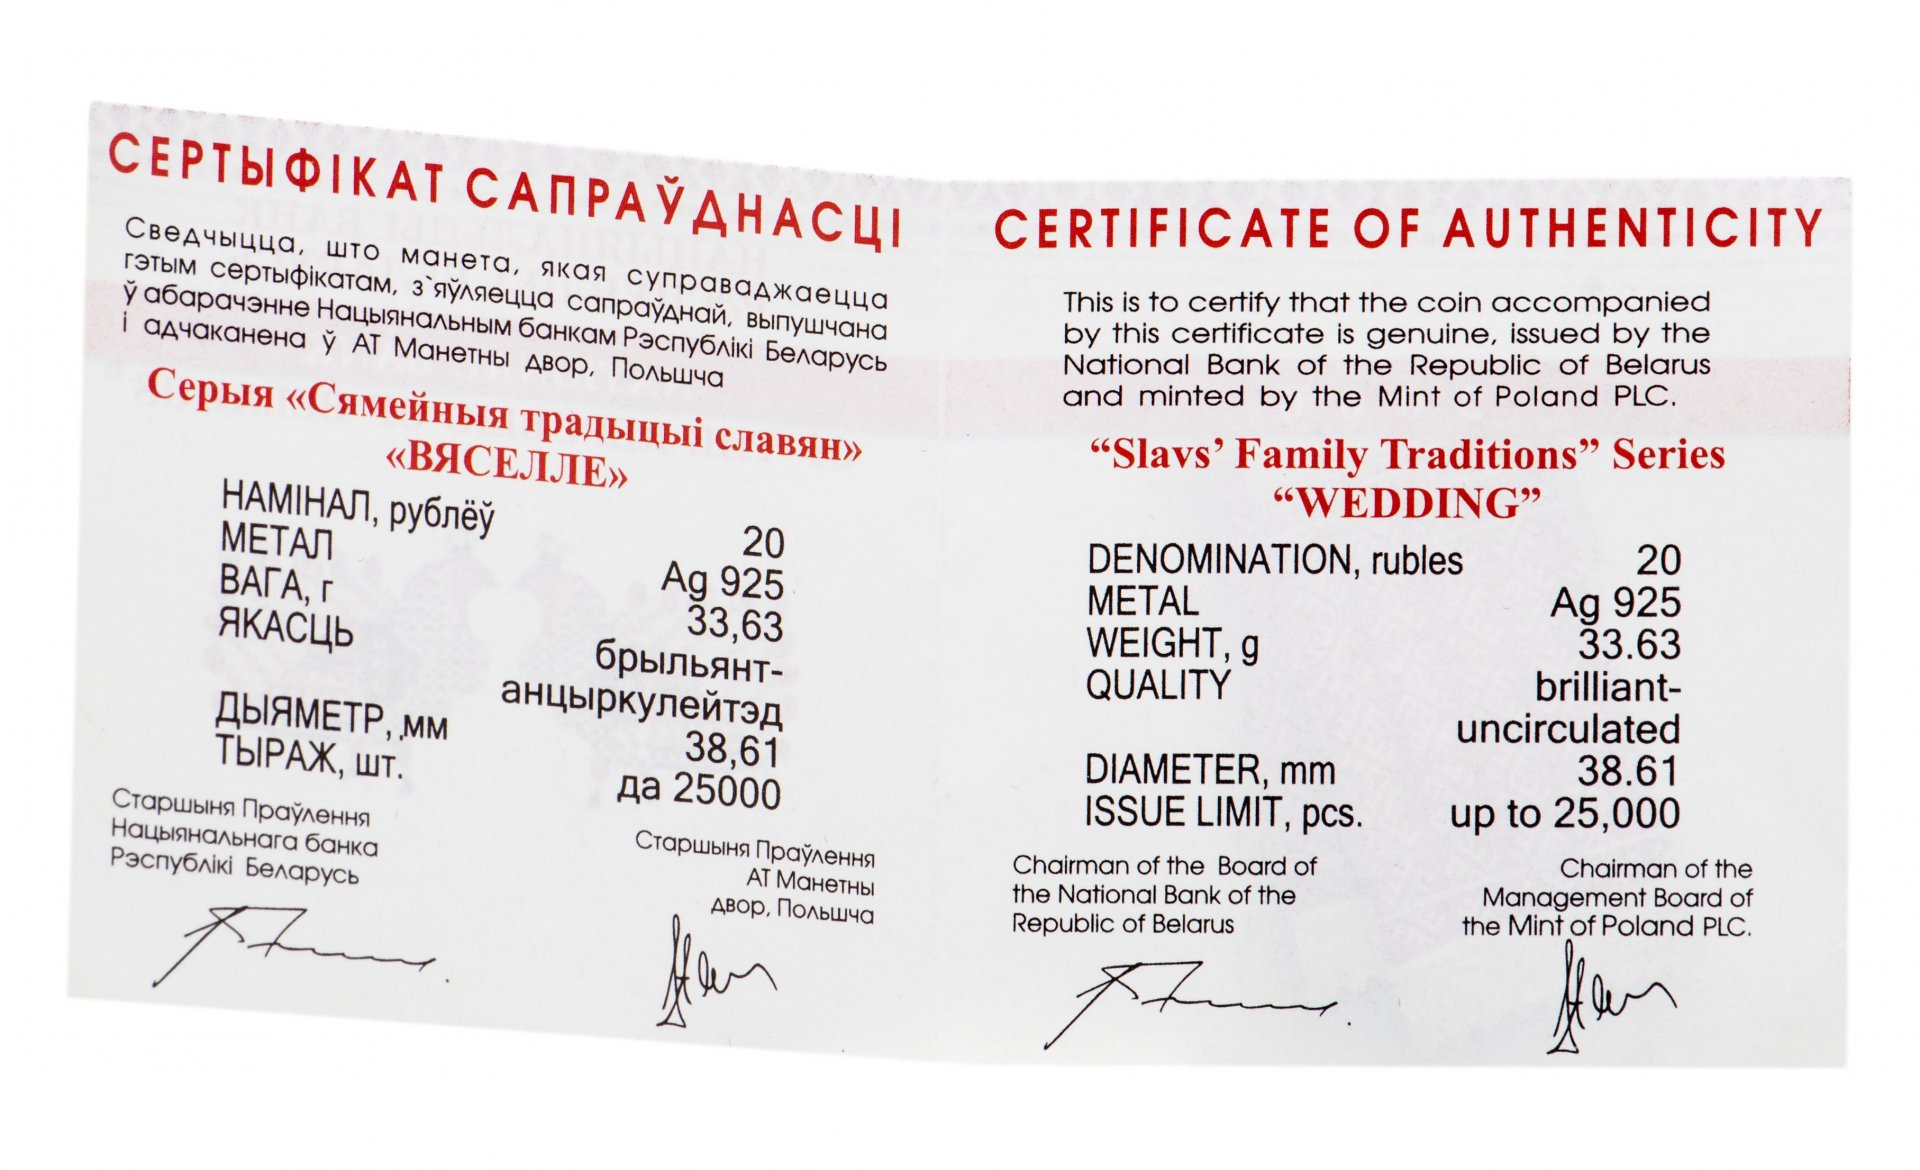 СЕРТЫФІКАТ САПРАЎДНАСЦІ
Сведчыцца, што манета, якая суправаджаецца
гэтым сертыфікатам, з`яўляецца сапраўднай, выпушчана
ў абарачэнне Нацыянальным банкам Рэспублікі Беларусь
і адчаканена ў АТ Манетны двор, Польшча
Серыя «Сямейныя традыцыі славян»
«ВЯСЕЛЛЕ»
НАМІНАЛ, рублёў 20
МЕТАЛ Ag 925
ВАГА, г 33,63
ЯКАСЦЬ брыльянт-
анцыркулейтэд
ДЫЯМЕТР, мм 38,61
ТЫРАЖ, шт. да 25000
Старшыня Праўлення
Нацыянальнага банка
Рэспублікі Беларусь
Старшыня Праўлення
АТ Манетны
двор, Польшча
CERTIFICATE OF AUTHENTICITY
This is to certify that the coin accompanied
by this certificate is genuine, issued by the
National Bank of the Republic of Belarus
and minted by the Mint of Poland PLC.
“Slavs’ Family Traditions” Series
“WEDDING”
DENOMINATION, rubles 20
METAL Ag 925
WEIGHT, g 33.63
QUALITY brilliant-
uncirculated
DIAMETER, mm 38.61
ISSUE LIMIT, pcs. up to 25,000
Chairman of the Board of
the National Bank of the
Republic of Belarus
Chairman of the
Management Board of
the Mint of Poland PLC.